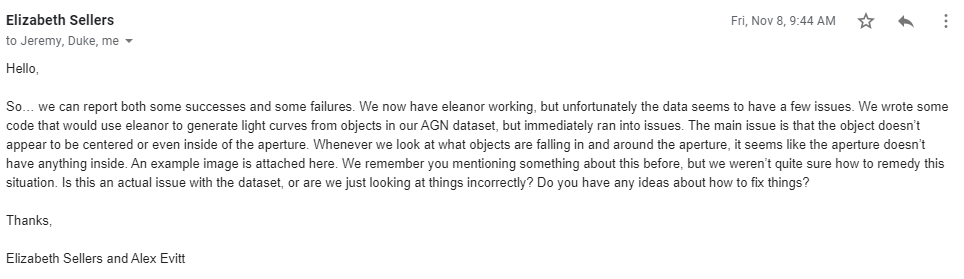 Elizabeth Sellers
Fri, Nov 8, 9:44 AM
to Jeremy, Duke, me
Hello,
So... we can report both some successes and some failures. We now have eleanor working, but unfortunately the data seems to have a few issues. We wrote some
code that would use eleanor to generate light curves from objects in our AGN dataset, but immediately ran into issues. The main issue is that the object doesn't
appear to be centered or even inside of the aperture. Whenever we look at what objects are falling in and around the aperture, it seems like the aperture doesn't
have anything inside. An example image is attached here. We remember you mentioning something about this before, but we weren't quite sure how to remedy this
situation. Is this an actual issue with the dataset, or are we just looking at things incorrectly? Do you have any ideas about how to fix things?
Thanks,
Elizabeth Sellers and Alex Evitt